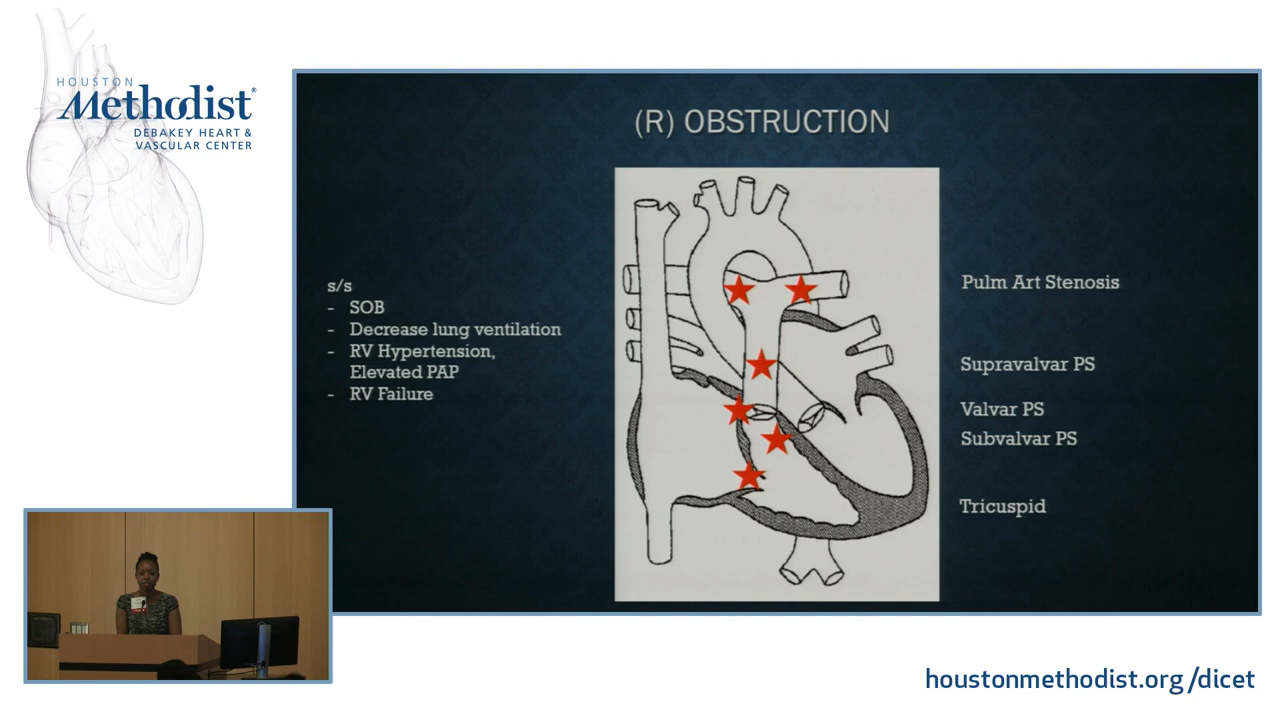 HOUSTON
Methodist®
DEBAKEY HEART &
VASCULAR CENTER
(R) OBSTRUCTION
s/s
- SOB
- Decrease lung ventilation
- RV Hypertension,
Elevated PAP
- RV Failure
Pulm Art Stenosis
Supravalvar PS
Valvar PS
Subvalvar PS
Tricuspid
houstonmethodist.org/dicet